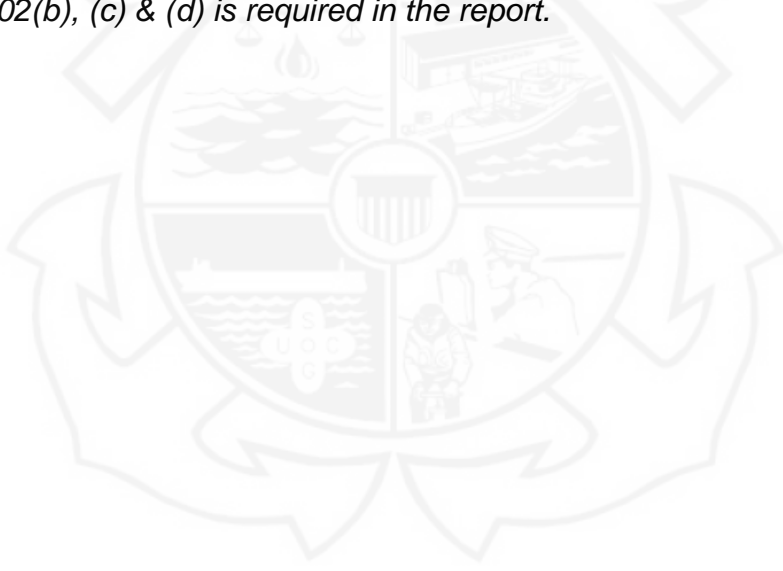 02(b), (c) & (d) is required in the report.
S
G